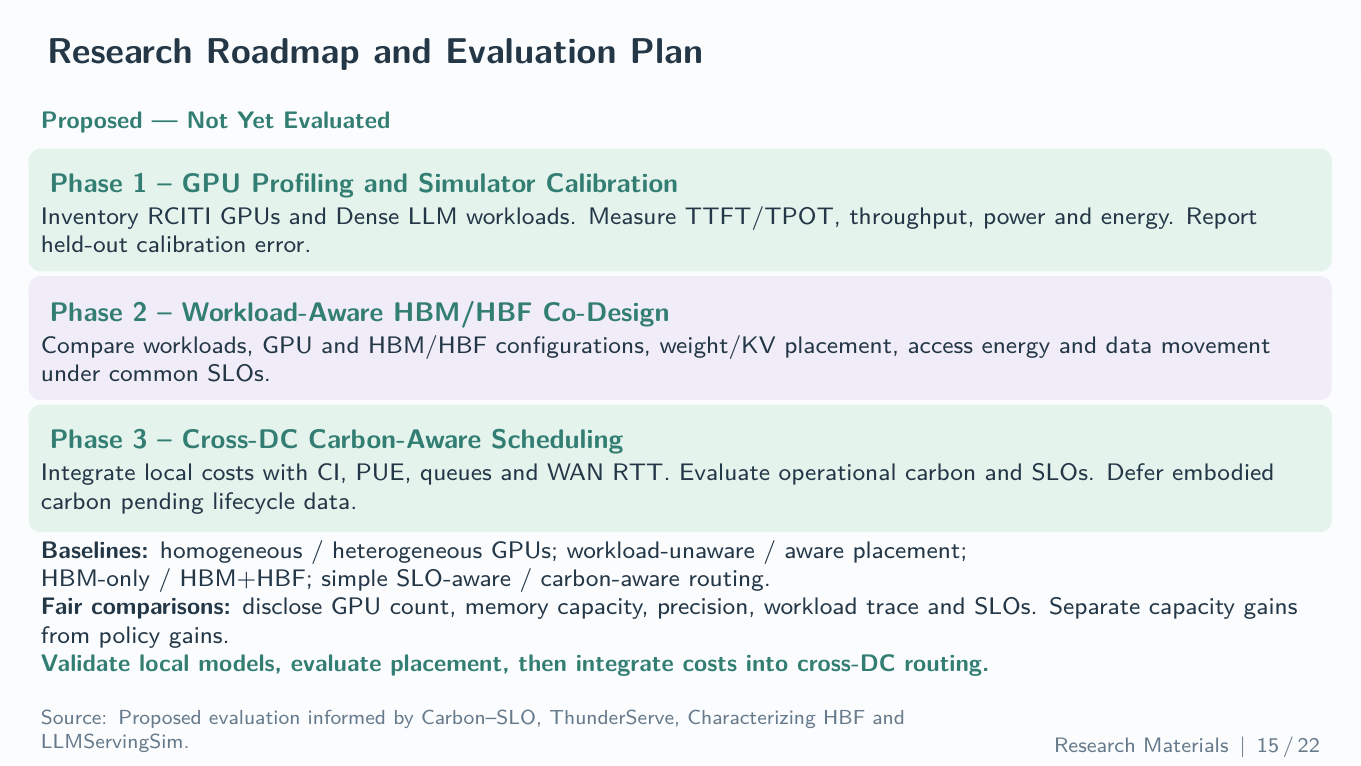 Research Roadmap and Evaluation Plan
Proposed — Not Yet Evaluated
Phase 1 – GPU Profiling and Simulator Calibration
Inventory RCITI GPUs and Dense LLM workloads. Measure TTFT/TPOT, throughput, power and energy. Report
held-out calibration error.
Phase 2 – Workload-Aware HBM/HBF Co-Design
Compare workloads, GPU and HBM/HBF configurations, weight/KV placement, access energy and data movement
under common SLOs.
Phase 3 – Cross-DC Carbon-Aware Scheduling
Integrate local costs with CI, PUE, queues and WAN RTT. Evaluate operational carbon and SLOs. Defer embodied
carbon pending lifecycle data.
Baselines: homogeneous / heterogeneous GPUs; workload-unaware / aware placement;
HBM-only / HBM+HBF; simple SLO-aware / carbon-aware routing.
Fair comparisons: disclose GPU count, memory capacity, precision, workload trace and SLOs. Separate capacity gains
from policy gains.
Validate local models, evaluate placement, then integrate costs into cross-DC routing.
Source: Proposed evaluation informed by Carbon–SLO, ThunderServe, Characterizing HBF and
LLMServingSim.
Research Materials | 15 / 22